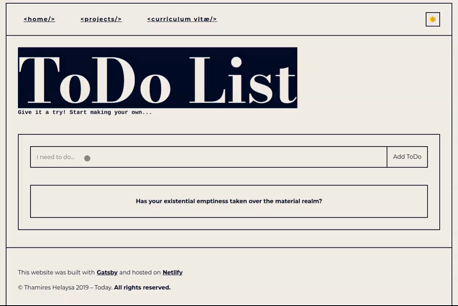 <home/> <projects/> <curriculum vitæ/>
ToDo List
Give it a try! Start making your own...
I need to do... Add ToDo
Has your existential emptiness taken over the material realm?
This website was built with Gatsby and hosted on Netlify
© Thamires Helaysa 2019 – Today. All rights reserved.